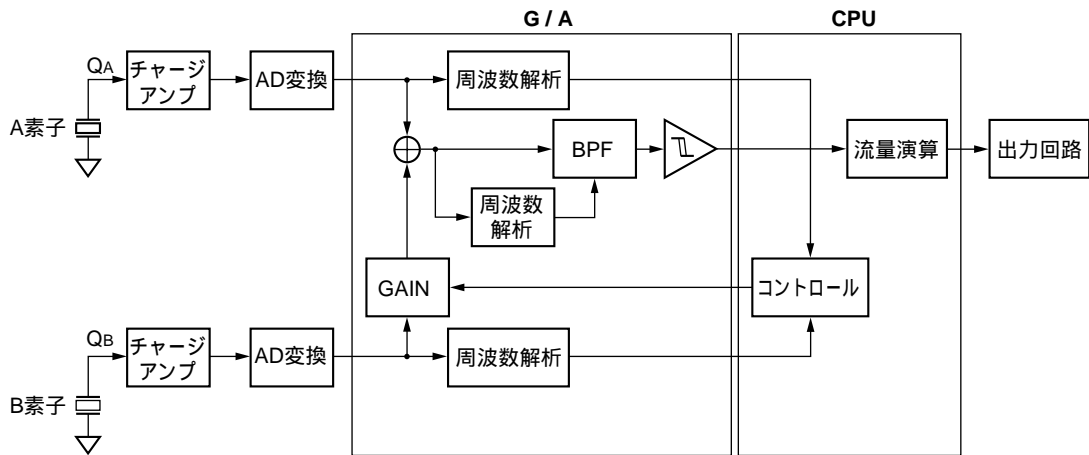 G / A
CPU
QA
チャージ
アンプ
AD変換
周波数解析
A素子
BPF
流量演算
出力回路
周波数
解析
GAIN
コントロール
QB
チャージ
アンプ
AD変換
周波数解析
B素子